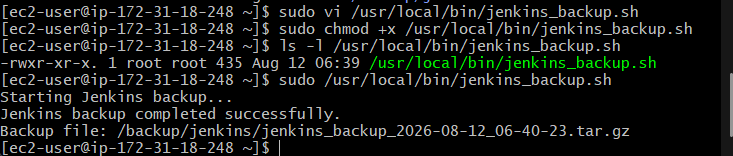 [ec2-user@ip-172-31-18-248 ~]$ sudo vi /usr/local/bin/jenkins_backup.sh
[ec2-user@ip-172-31-18-248 ~]$ sudo chmod +x /usr/local/bin/jenkins_backup.sh
[ec2-user@ip-172-31-18-248 ~]$ ls -l /usr/local/bin/jenkins_backup.sh
-rwxr-xr-x. 1 root root 435 Aug 12 06:39 /usr/local/bin/jenkins_backup.sh
[ec2-user@ip-172-31-18-248 ~]$ sudo /usr/local/bin/jenkins_backup.sh
Starting Jenkins backup...
Jenkins backup completed successfully.
Backup file: /backup/jenkins/jenkins_backup_2026-08-12_06-40-23.tar.gz
[ec2-user@ip-172-31-18-248 ~]$